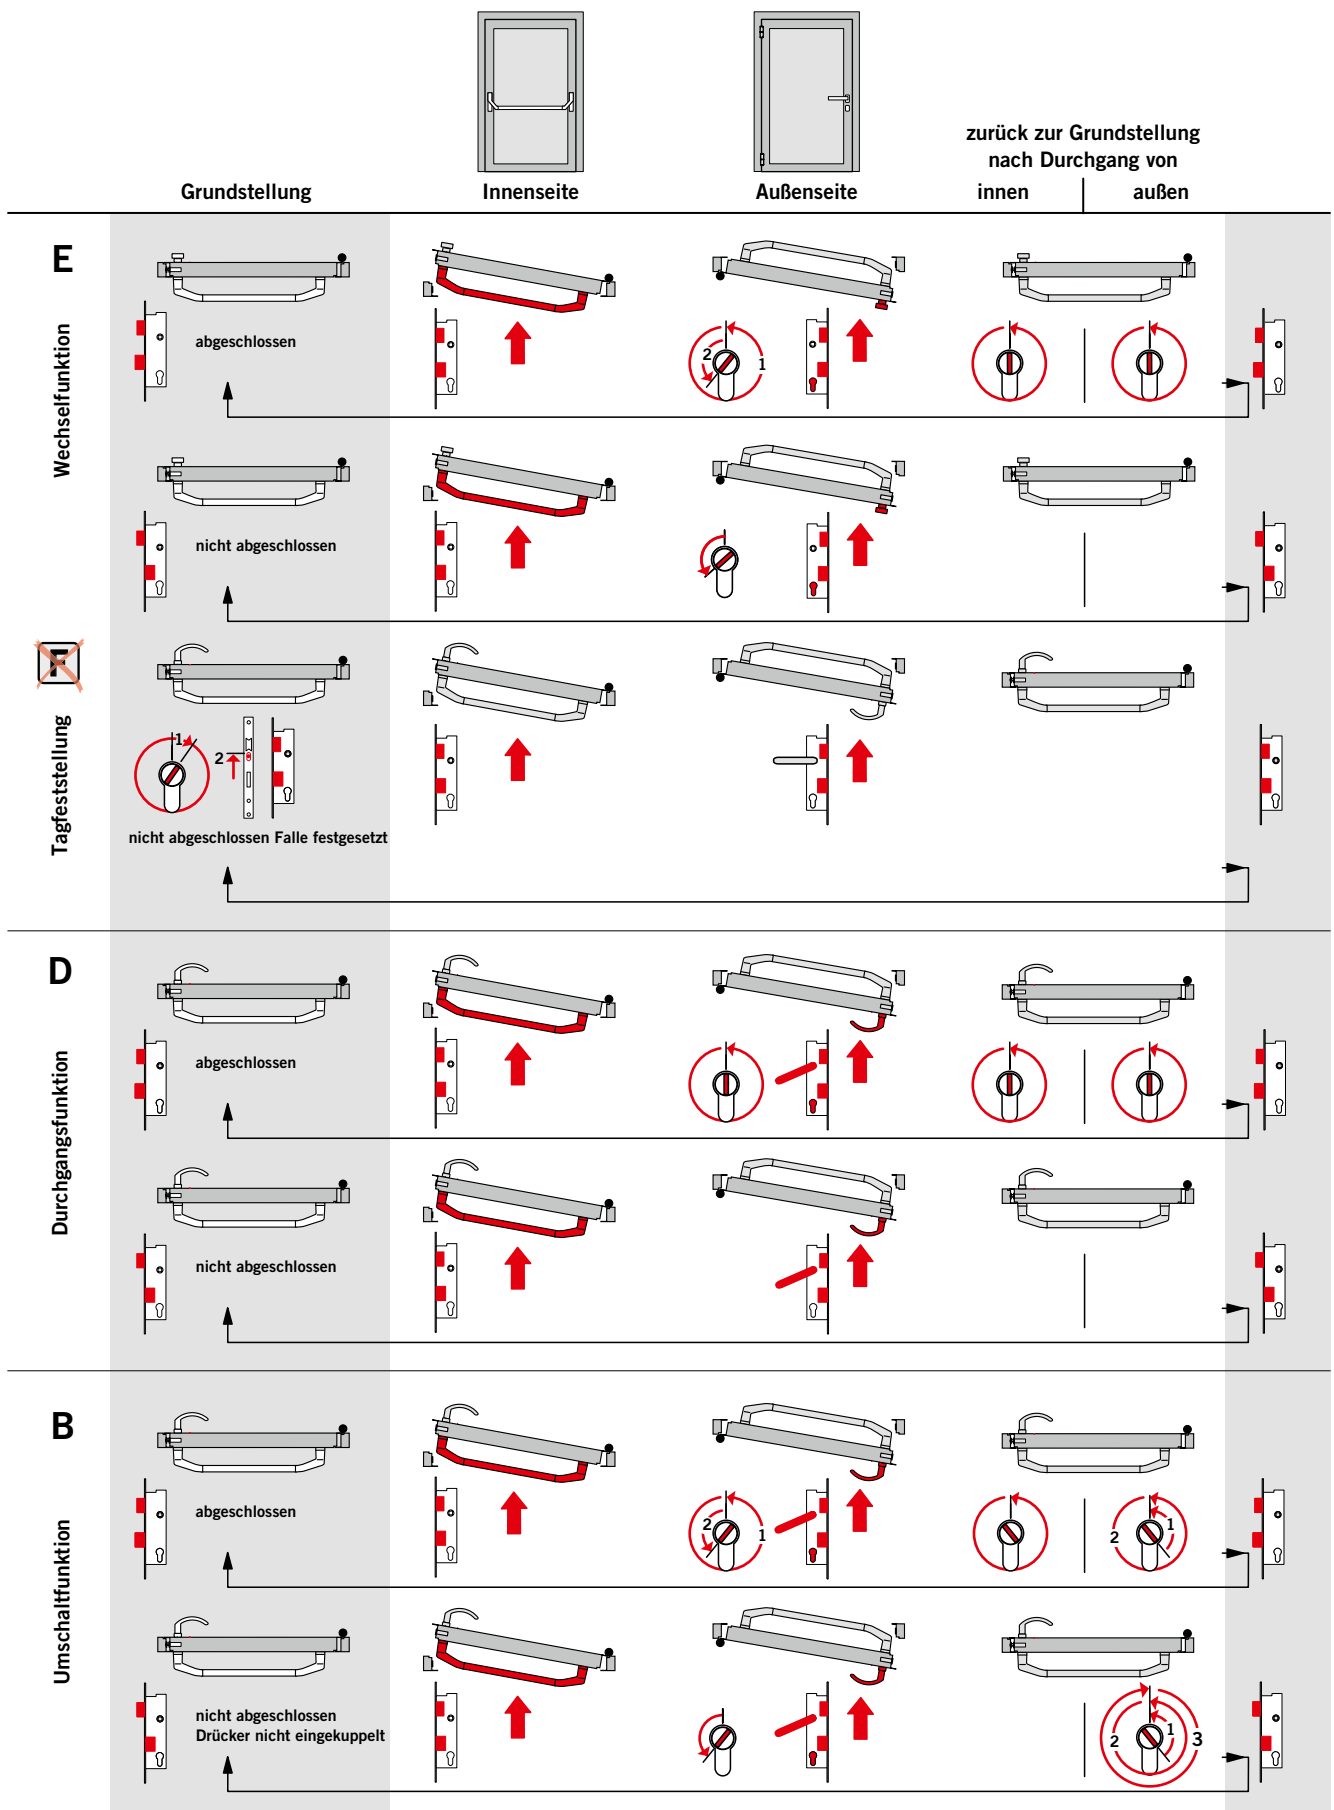 zurück zur Grundstellung
nach Durchgang von
Grundstellung
Innenseite
Außenseite
innen
außen
E
Wechselfunktion
abgeschlossen
2
1
nicht abgeschlossen
F
Tagfeststellung
1
2
nicht abgeschlossen Falle festgesetzt
D
Durchgangsfunktion
abgeschlossen
nicht abgeschlossen
B
Umschaltfunktion
abgeschlossen
2
1
2
1
nicht abgeschlossen
Drücker nicht eingekuppelt
2
1
3